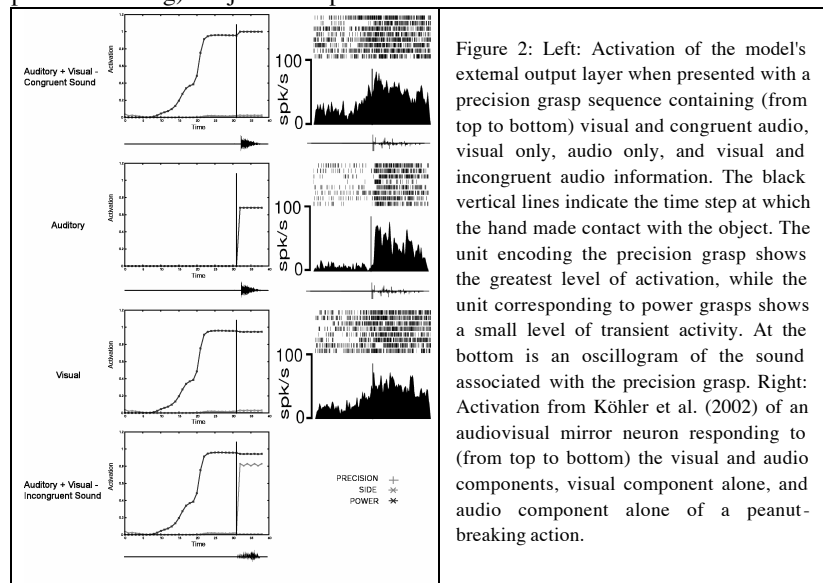 Auditory + Visual -
Congruent Sound
Activation
Time
100
spk/s
0
Auditory
Activation
Time
100
spk/s
0
Visual
Activation
Time
100
spk/s
0
Auditory + Visual -
Incongruent Sound
Activation
Time
PRECISION
SIDE
POWER
Figure 2: Left: Activation of the model's
external output layer when presented with a
precision grasp sequence containing (from
top to bottom) visual and congruent audio,
visual only, audio only, and visual and
incongruent audio information. The black
vertical lines indicate the time step at which
the hand made contact with the object. The
unit encoding the precision grasp shows
the greatest level of activation, while the
unit corresponding to power grasps shows
a small level of transient activity. At the
bottom is an oscillogram of the sound
associated with the precision grasp. Right:
Activation from Köhler et al. (2002) of an
audiovisual mirror neuron responding to
(from top to bottom) the visual and audio
components, visual component alone, and
audio component alone of a peanut-
breaking action.